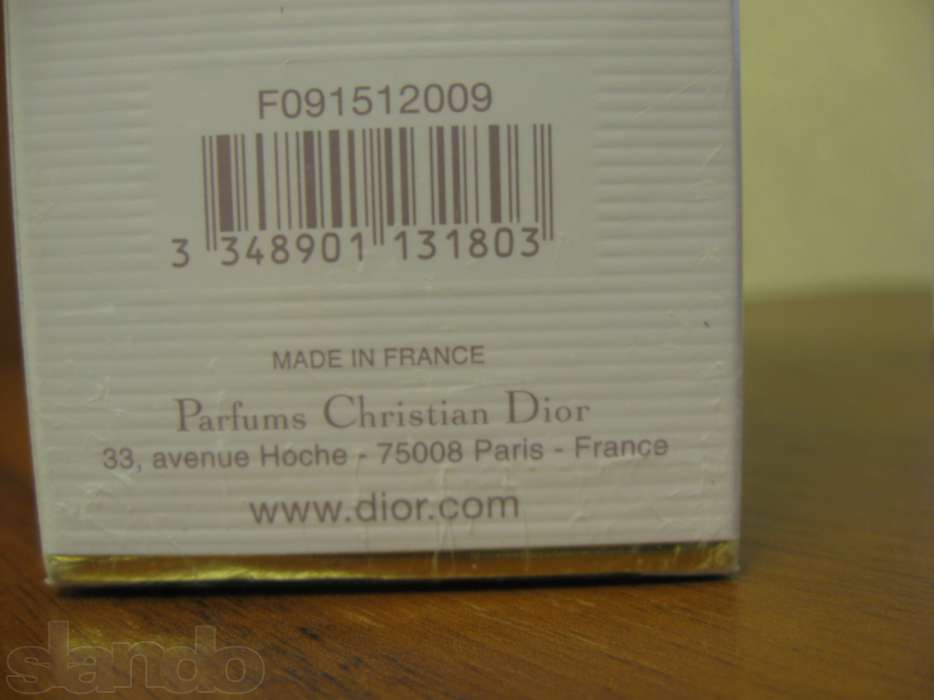 F091512009
3 348901 131803
MADE IN FRANCE
Parfums Christian Dior
33, avenue Hoche - 75008 Paris - France
www.dior.com
slando